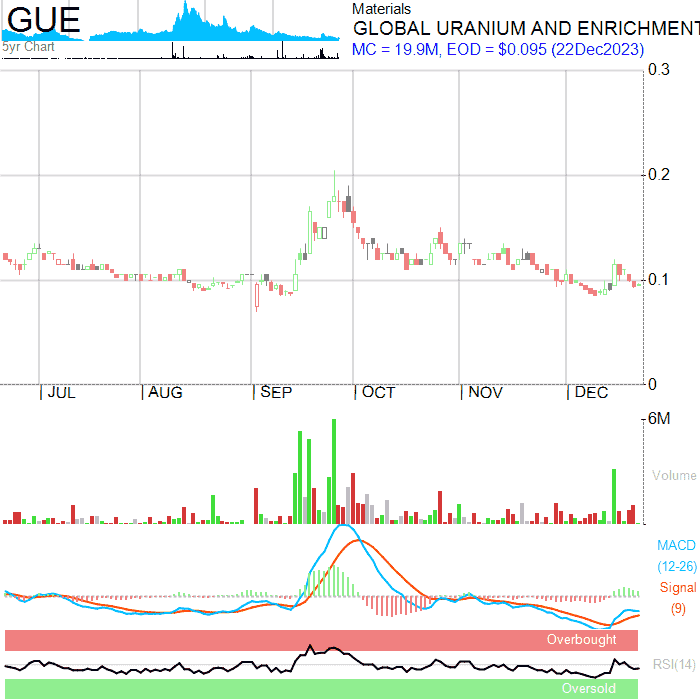 GUE
5yr Chart
Materials
GLOBAL URANIUM AND ENRICHMENT
MC = 19.9M, EOD = $0.095 (22Dec2023)
0.3
0.2
0.1
0
JUL
AUG
SEP
OCT
NOV
DEC
6M
Volume
MACD
(12-26)
Signal
(9)
Overbought
RSI(14)
Oversold